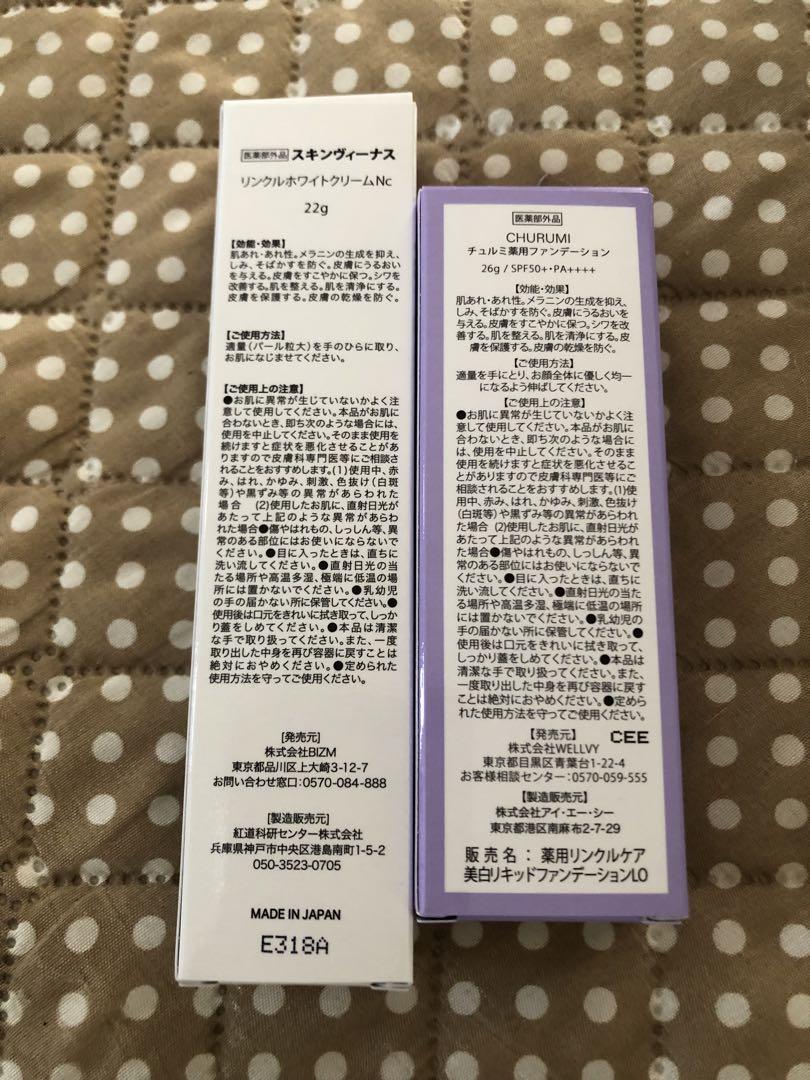 医薬部外品 スキンヴィーナス
リンクルホワイトクリームNc
22g
【効能・効果】
肌あれ・あれ性。メラニンの生成を抑え、
しみ、そばかすを防ぐ。皮膚にうるおい
を与える。皮膚をすこやかに保つ。シワを
改善する。肌を整える。肌を清浄にする。
皮膚を保護する。皮膚の乾燥を防ぐ。
【ご使用方法】
適量(パール粒大)を手のひらに取り、
お肌になじませてください。
【ご使用上の注意】
●お肌に異常が生じていないかよく注
意して使用してください。本品がお肌に
合わないとき、即ち次のような場合には、
使用を中止してください。そのまま使用を
続けますと症状を悪化させることがあ
りますので皮膚科専門医等にご相談さ
れることをおすすめします。(1)使用中、赤
み、はれ、かゆみ、刺激、色抜け(白斑
等)や黒ずみ等の異常があらわれた
場合 (2)使用したお肌に、直射日光が
あたって上記のような異常があらわ
れた場合●傷やはれもの、しっしん等、異
常のある部位にはお使いにならないで
ください。●目に入ったときは、直ちに
洗い流してください。●直射日光の当
たる場所や高温多湿、極端に低温の場
所には置かないでください。●乳幼児
の手の届かない所に保管してください。●
使用後は口元をきれいに拭き取って、しっか
り蓋をしめてください。●本品は清潔
な手で取り扱ってください。また、一度
取り出した中身を再び容器に戻すことは
絶対におやめください。●定められた
使用方法を守ってご使用ください。
[発売元]
株式会社BIZM
東京都品川区上大崎3-12-7
お問い合わせ窓口:0570-084-888
[製造販売元]
紅道科研センター株式会社
兵庫県神戸市中央区港島南町1-5-2
050-3523-0705
MADE IN JAPAN
E318A
医薬部外品
CHURUMI
チュルミ薬用ファンデーション
26g / SPF50+・PA++++
【効能・効果】
肌あれ・あれ性。メラニンの生成を抑え、
しみ、そばかすを防ぐ。皮膚にうるおいを
与える。皮膚をすこやかに保つ。シワを改
善する。肌を整える。肌を清浄にする。皮
膚を保護する。皮膚の乾燥を防ぐ。
【ご使用方法】
適量を手にとり、お顔全体に優しく均一
になるよう伸ばしてください。
【ご使用上の注意】
●お肌に異常が生じていないかよく注
意して使用してください。本品がお肌に
合わないとき、即ち次のような場合に
は、使用を中止してください。そのまま
使用を続けますと症状を悪化させるこ
とがありますので皮膚科専門医等にご
相談されることをおすすめします。(1)使
用中、赤み、はれ、かゆみ、刺激、色抜け
(白斑等)や黒ずみ等の異常があらわれ
た場合 (2)使用したお肌に、直射日光が
あたって上記のような異常があらわれ
た場合●傷やはれもの、しっしん等、異
常のある部位にはお使いにならないで
ください。●目に入ったときは、直ちに
洗い流してください。●直射日光の当た
る場所や高温多湿、極端に低温の場所
には置かないでください。●乳幼児の
手の届かない所に保管してください。●
使用後は口元をきれいに拭き取って、
しっかり蓋をしめてください。●本品は
清潔な手で取り扱ってください。また、
一度取り出した中身を再び容器に戻す
ことは絶対におやめください。●定めら
れた使用方法を守ってご使用ください。
【発売元】 CEE
株式会社WELLVY
東京都目黒区青葉台1-22-4
お客様相談センター:0570-059-555
【製造販売元】
株式会社アイ・エー・シー
東京都港区南麻布2-7-29
販売名:薬用リンクルケア
美白リキッドファンデーションLO